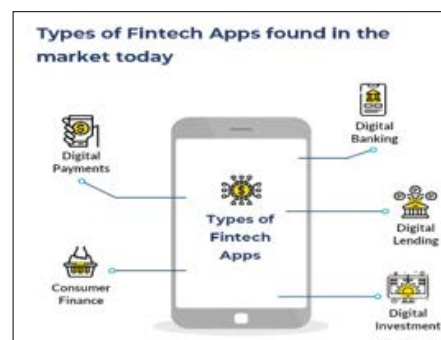 Types of Fintech Apps found in the
market today
Digital
Payments
Consumer
Finance
Types of
Fintech
Apps
Digital
Banking
Digital
Lending
Digital
Investment